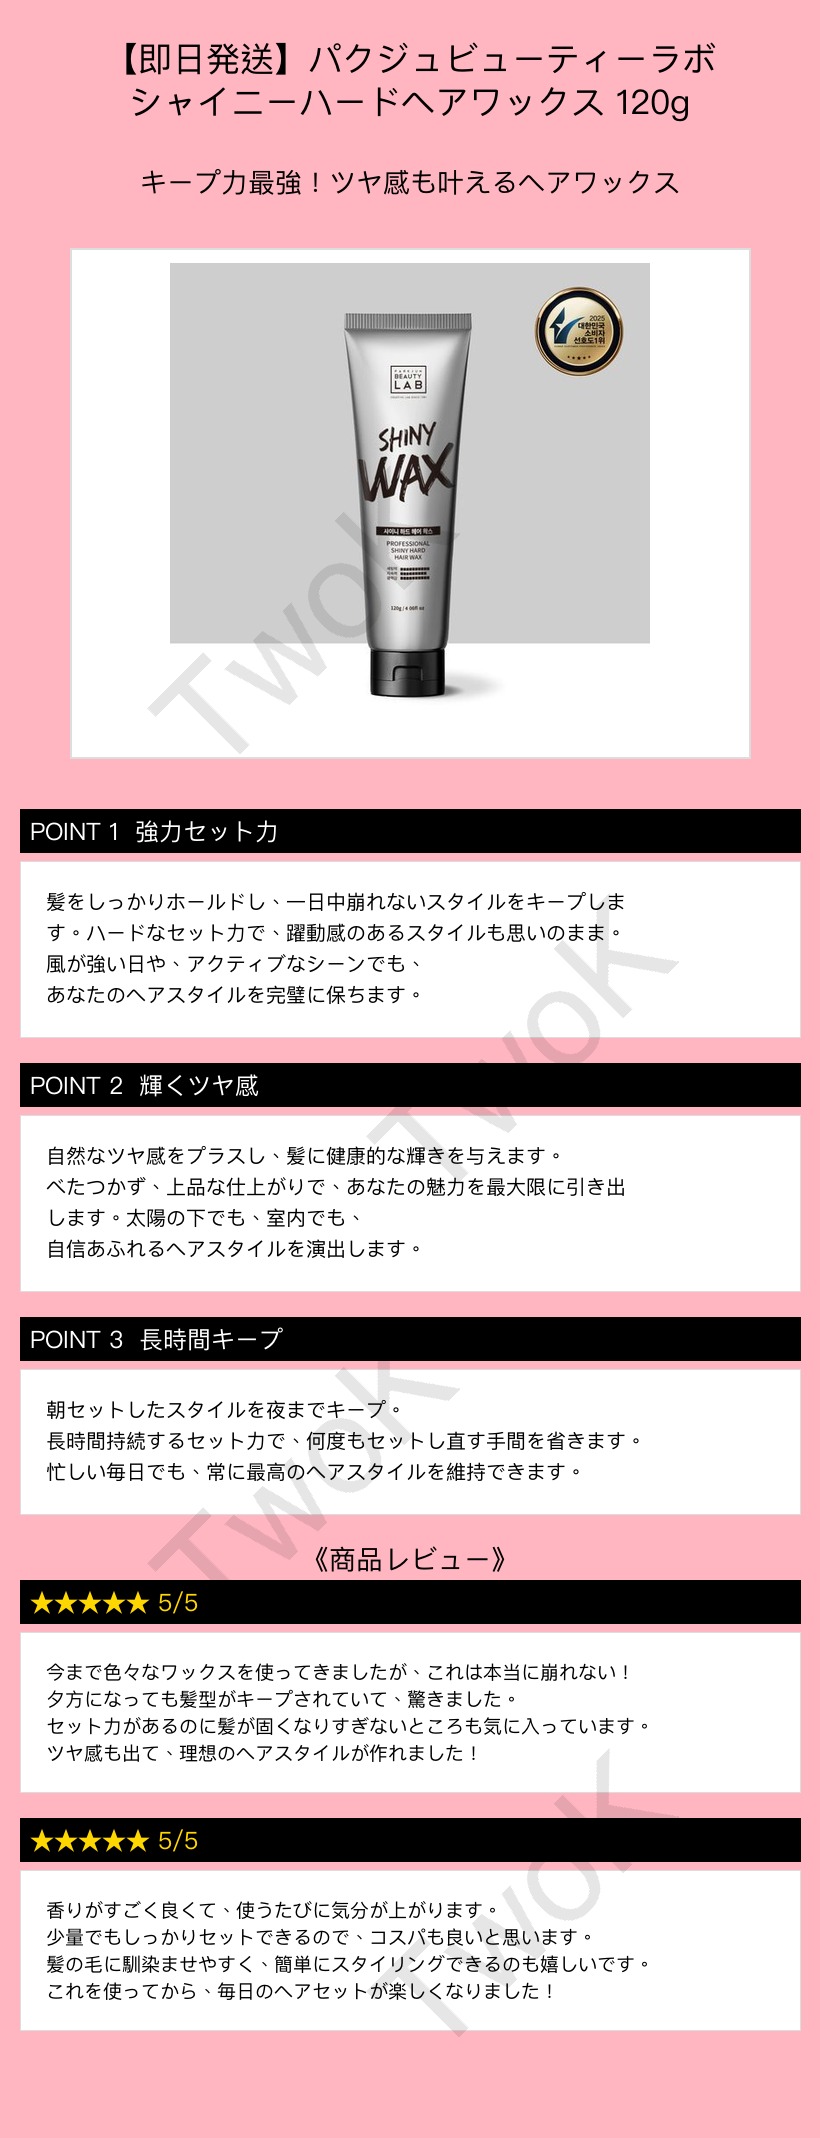 【即日発送】パクジュビューティーラボ
シャイニーハードヘアワックス 120g
キープ力最強！ツヤ感も叶えるヘアワックス
2025
대한민국
소비자
선호도1위
BEAUTY
LAB
SHINY
WAX
샤이니 하드 헤어 왁스
PROFESSIONAL
SHINY HARD
HAIR WAX
120g / 4.00fl oz
TwoK
POINT 1 強力セット力
髪をしっかりホールドし、一日中崩れないスタイルをキープしま
す。ハードなセット力で、躍動感のあるスタイルも思いのまま。
風が強い日や、アクティブなシーンでも、
あなたのヘアスタイルを完璧に保ちます。
TwoK
POINT 2 輝くツヤ感
自然なツヤ感をプラスし、髪に健康的な輝きを与えます。
べたつかず、上品な仕上がりで、あなたの魅力を最大限に引き出
します。太陽の下でも、室内でも、
自信あふれるヘアスタイルを演出します。
POINT 3 長時間キープ
朝セットしたスタイルを夜までキープ。
長時間持続するセット力で、何度もセットし直す手間を省きます。
忙しい毎日でも、常に最高のヘアスタイルを維持できます。
TwoK
《商品レビュー》
★★★★★ 5/5
今まで色々なワックスを使ってきましたが、これは本当に崩れない！
夕方になっても髪型がキープされていて、驚きました。
セット力があるのに髪が固くなりすぎないところも気に入っています。
ツヤ感も出て、理想のヘアスタイルが作れました！
★★★★★ 5/5
香りがすごく良くて、使うたびに気分が上がります。
少量でもしっかりセットできるので、コスパも良いと思います。
髪の毛に馴染ませやすく、簡単にスタイリングできるのも嬉しいです。
これを使ってから、毎日のヘアセットが楽しくなりました！
TwoK